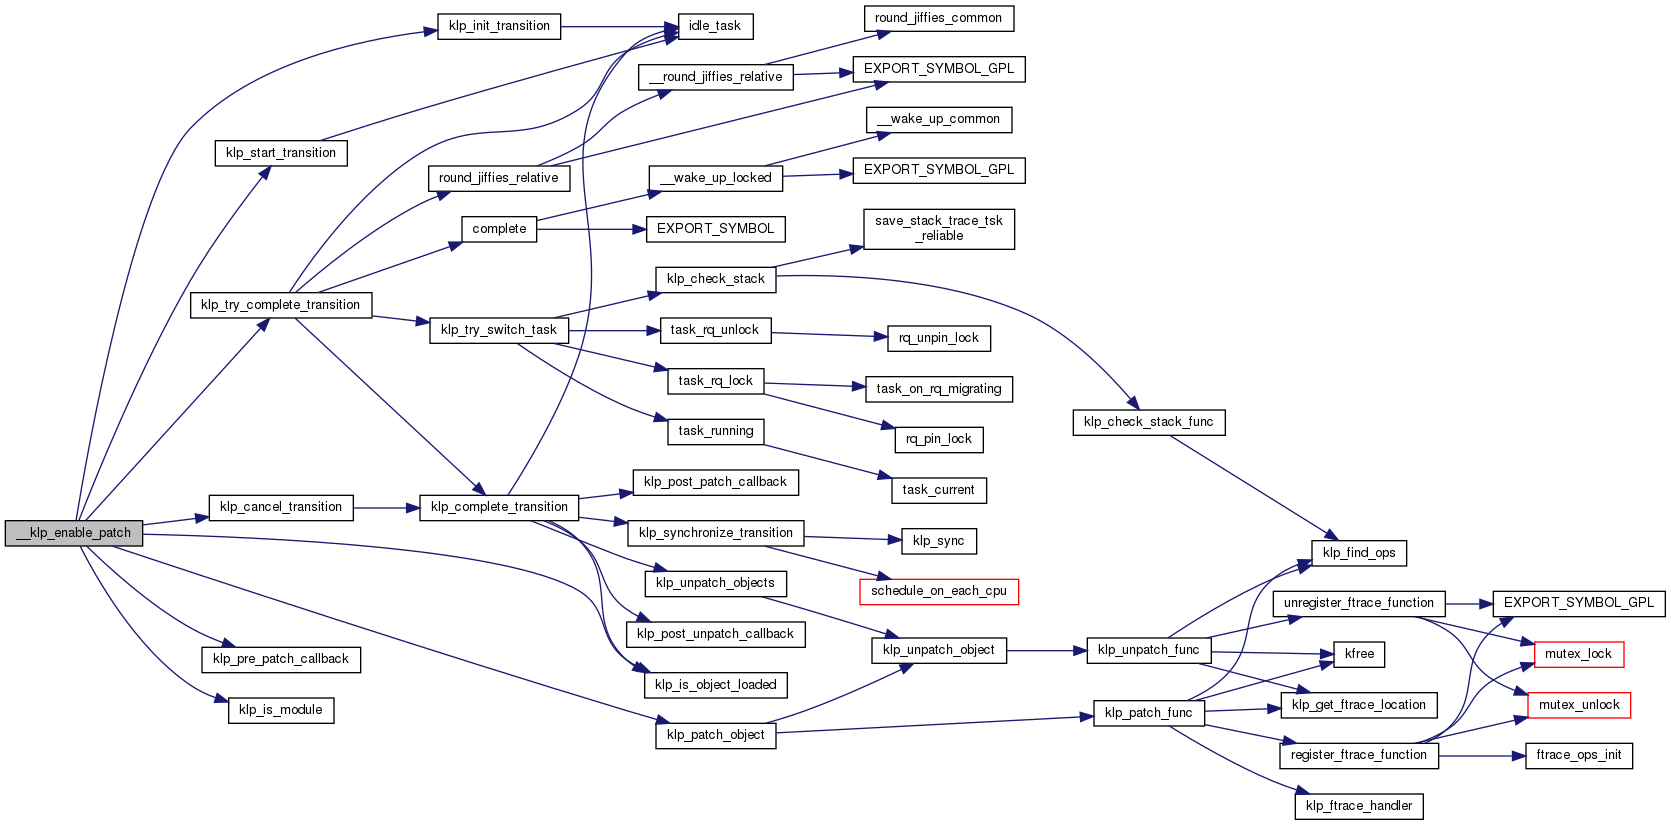 __klp_enable_patch
klp_init_transition
klp_start_transition
klp_try_complete_transition
klp_cancel_transition
klp_pre_patch_callback
klp_is_module
idle_task
round_jiffies_relative
complete
klp_try_switch_task
klp_complete_transition
__round_jiffies_relative
__wake_up_locked
EXPORT_SYMBOL
klp_check_stack
task_rq_unlock
task_rq_lock
task_running
klp_post_patch_callback
klp_synchronize_transition
klp_unpatch_objects
klp_post_unpatch_callback
klp_is_object_loaded
klp_patch_object
round_jiffies_common
EXPORT_SYMBOL_GPL
__wake_up_common
EXPORT_SYMBOL_GPL
save_stack_trace_tsk
_reliable
rq_unpin_lock
task_on_rq_migrating
rq_pin_lock
task_current
klp_sync
schedule_on_each_cpu
klp_unpatch_object
klp_check_stack_func
klp_unpatch_func
klp_patch_func
klp_find_ops
unregister_ftrace_function
kfree
klp_get_ftrace_location
register_ftrace_function
klp_ftrace_handler
EXPORT_SYMBOL_GPL
mutex_lock
mutex_unlock
ftrace_ops_init